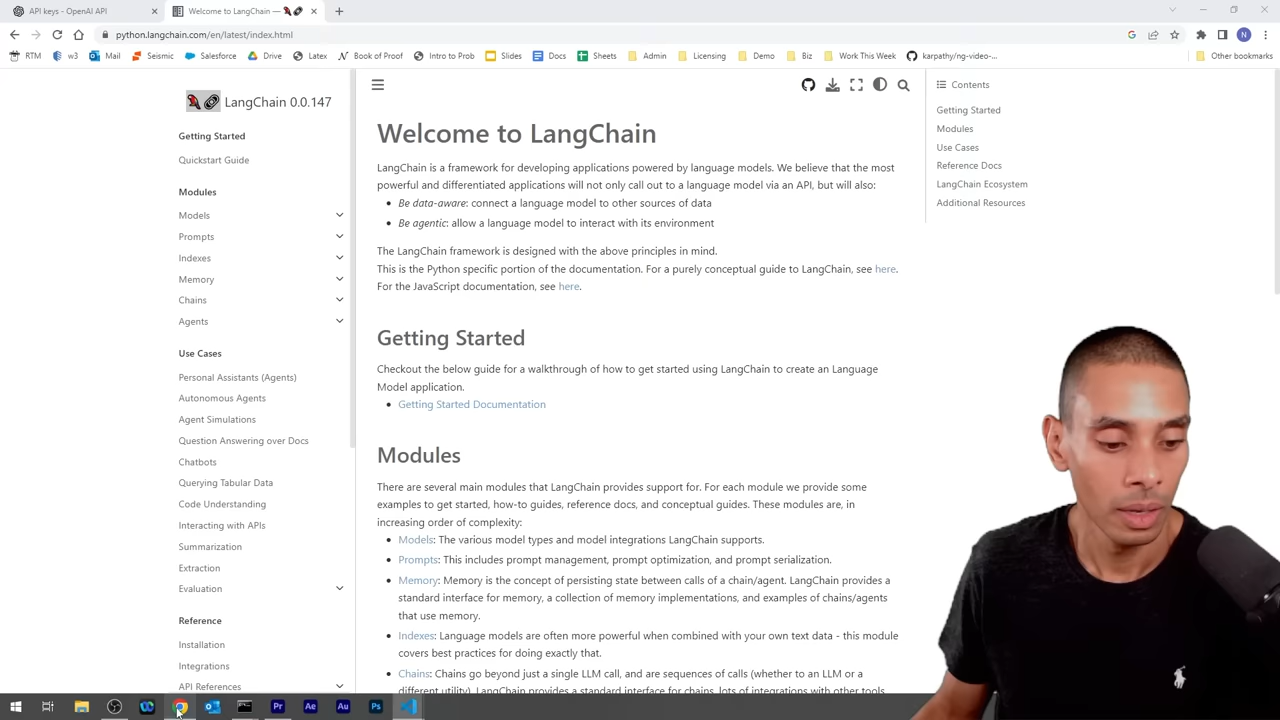 API keys - OpenAI API
Welcome to LangChain —
python.langchain.com/en/latest/index.html
RTM
w3
Seismic
Salesforce
Drive
Latex
Book of Proof
Intro to Prob
Slides
Docs
Sheets
Admin
Licensing
Demo
Biz
Work This Week
karpathy/ng-video-...
Other bookmarks
N
LangChain 0.0.147
Getting Started
Quickstart Guide
Modules
Models
Prompts
Indexes
Memory
Chains
Agents
Use Cases
Personal Assistants (Agents)
Autonomous Agents
Agent Simulations
Question Answering over Docs
Chatbots
Querying Tabular Data
Code Understanding
Interacting with APIs
Summarization
Extraction
Evaluation
Reference
Installation
Integrations
API References
Welcome to LangChain
LangChain is a framework for developing applications powered by language models. We believe that the most
powerful and differentiated applications will not only call out to a language model via an API, but will also:
• Be data-aware: connect a language model to other sources of data
• Be agentic: allow a language model to interact with its environment
The LangChain framework is designed with the above principles in mind.
This is the Python specific portion of the documentation. For a purely conceptual guide to LangChain, see here.
For the JavaScript documentation, see here.
Getting Started
Checkout the below guide for a walkthrough of how to get started using LangChain to create an Language
Model application.
• Getting Started Documentation
Modules
There are several main modules that LangChain provides support for. For each module we provide some
examples to get started, how-to guides, reference docs, and conceptual guides. These modules are, in
increasing order of complexity:
• Models: The various model types and model integrations LangChain supports.
• Prompts: This includes prompt management, prompt optimization, and prompt serialization.
• Memory: Memory is the concept of persisting state between calls of a chain/agent. LangChain provides a
standard interface for memory, a collection of memory implementations, and examples of chains/agents
that use memory.
• Indexes: Language models are often more powerful when combined with your own text data - this module
covers best practices for doing exactly that.
• Chains: Chains go beyond just a single LLM call, and are sequences of calls (whether to an LLM or a
different utility). LangChain provides a standard interface for chains, lots of integrations with other tools
Contents
Getting Started
Modules
Use Cases
Reference Docs
LangChain Ecosystem
Additional Resources
Pr
Ae
Au
Ps